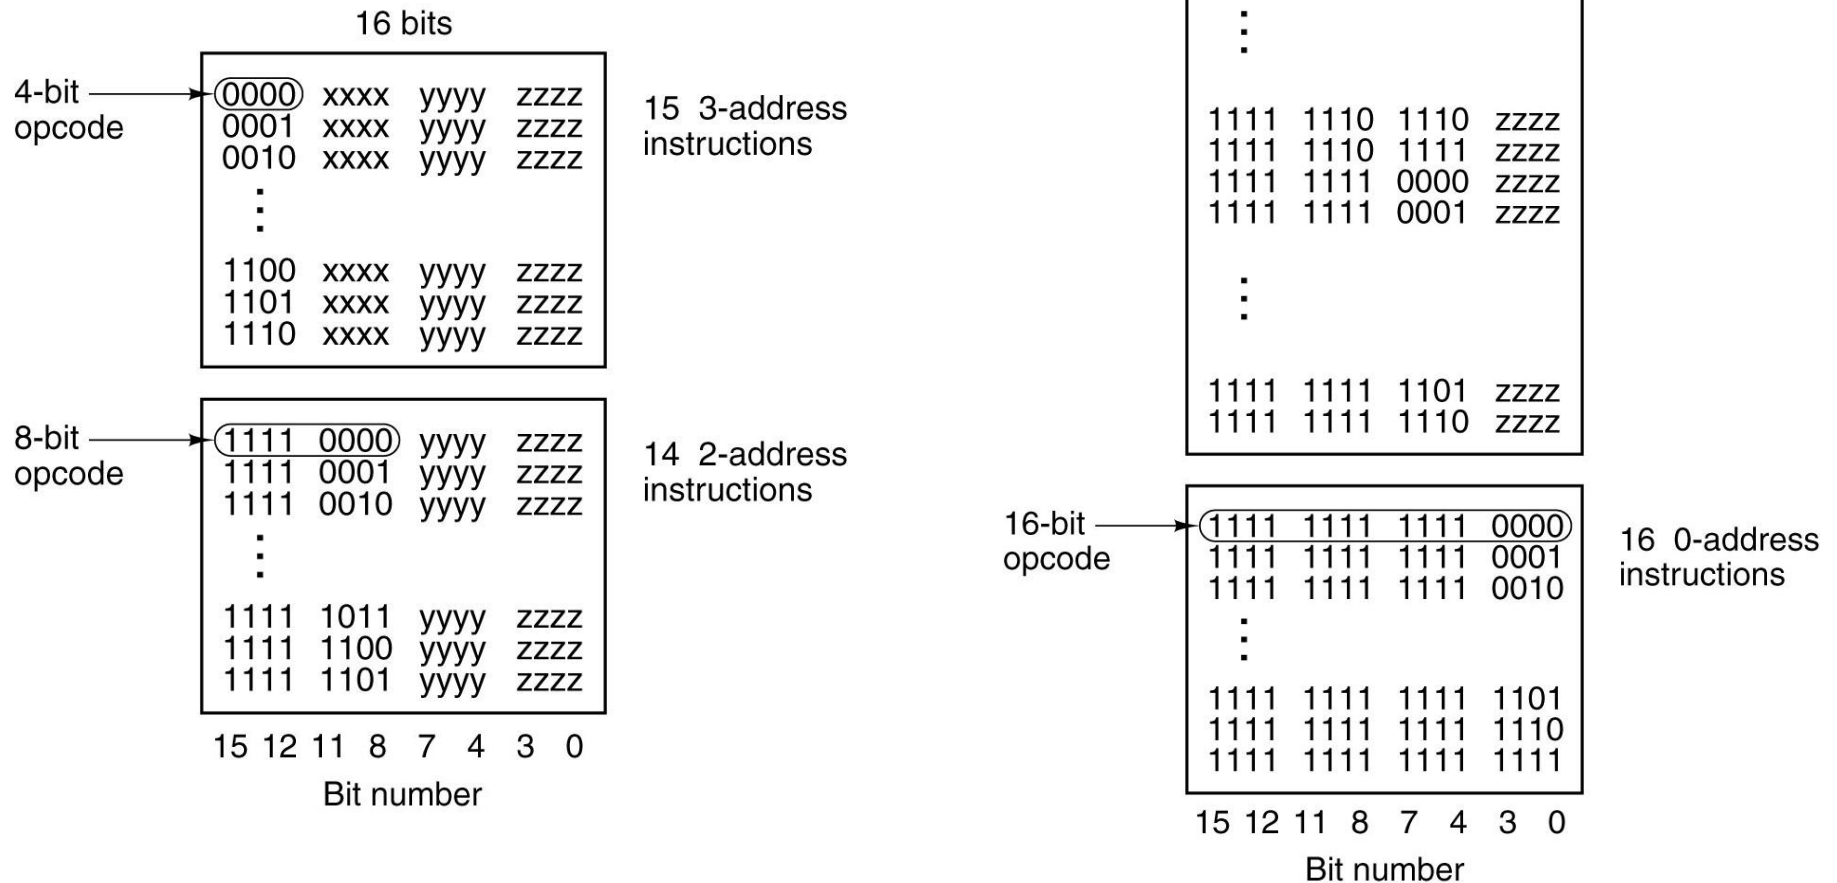 16 bits
4-bit
opcode
0000 xxxx yyyy zzzz
0001 xxxx yyyy zzzz
0010 xxxx yyyy zzzz
1100 xxxx yyyy zzzz
1101 xxxx yyyy zzzz
1110 xxxx yyyy zzzz
15 3-address
instructions
8-bit
opcode
1111 0000 yyyy zzzz
1111 0001 yyyy zzzz
1111 0010 yyyy zzzz
1111 1011 yyyy zzzz
1111 1100 yyyy zzzz
1111 1101 yyyy zzzz
14 2-address
instructions
15 12 11 8 7 4 3 0
Bit number
1111 1110 1110 zzzz
1111 1110 1111 zzzz
1111 1111 0000 zzzz
1111 1111 0001 zzzz
1111 1111 1101 zzzz
1111 1111 1110 zzzz
16-bit
opcode
1111 1111 1111 0000
1111 1111 1111 0001
1111 1111 1111 0010
1111 1111 1111 1101
1111 1111 1111 1110
1111 1111 1111 1111
16 0-address
instructions
15 12 11 8 7 4 3 0
Bit number